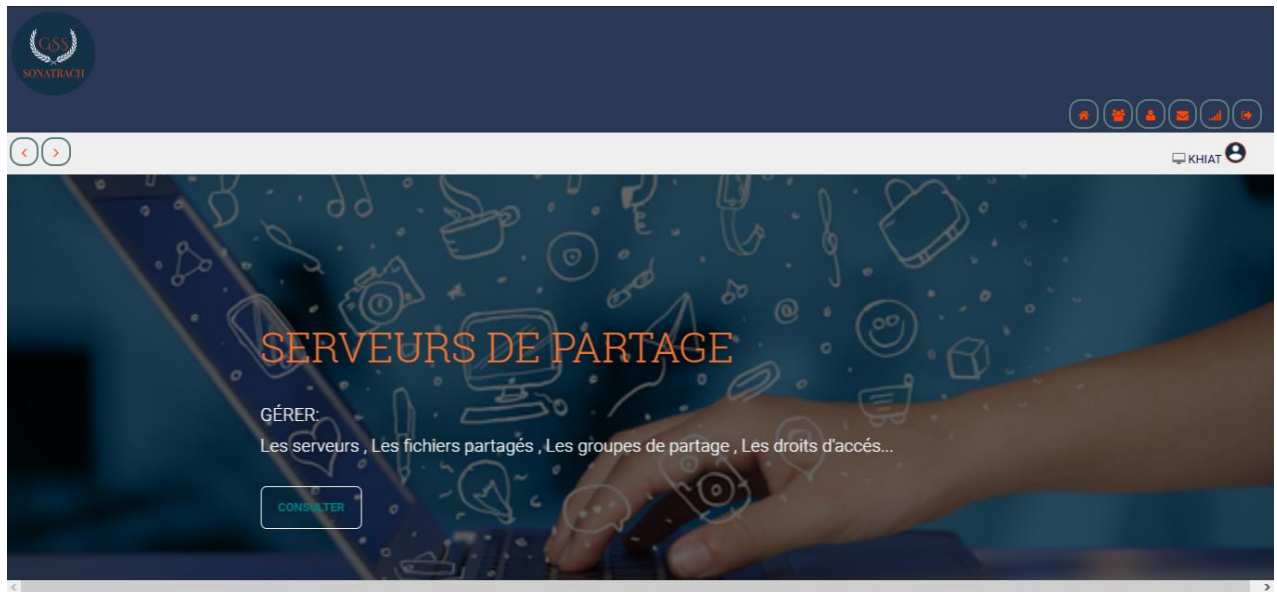 GSS
SONATRACH
KHIAT
SERVEURS DE PARTAGE
GÉRER:
Les serveurs , Les fichiers partagés , Les groupes de partage , Les droits d'accés...
CONSULTER